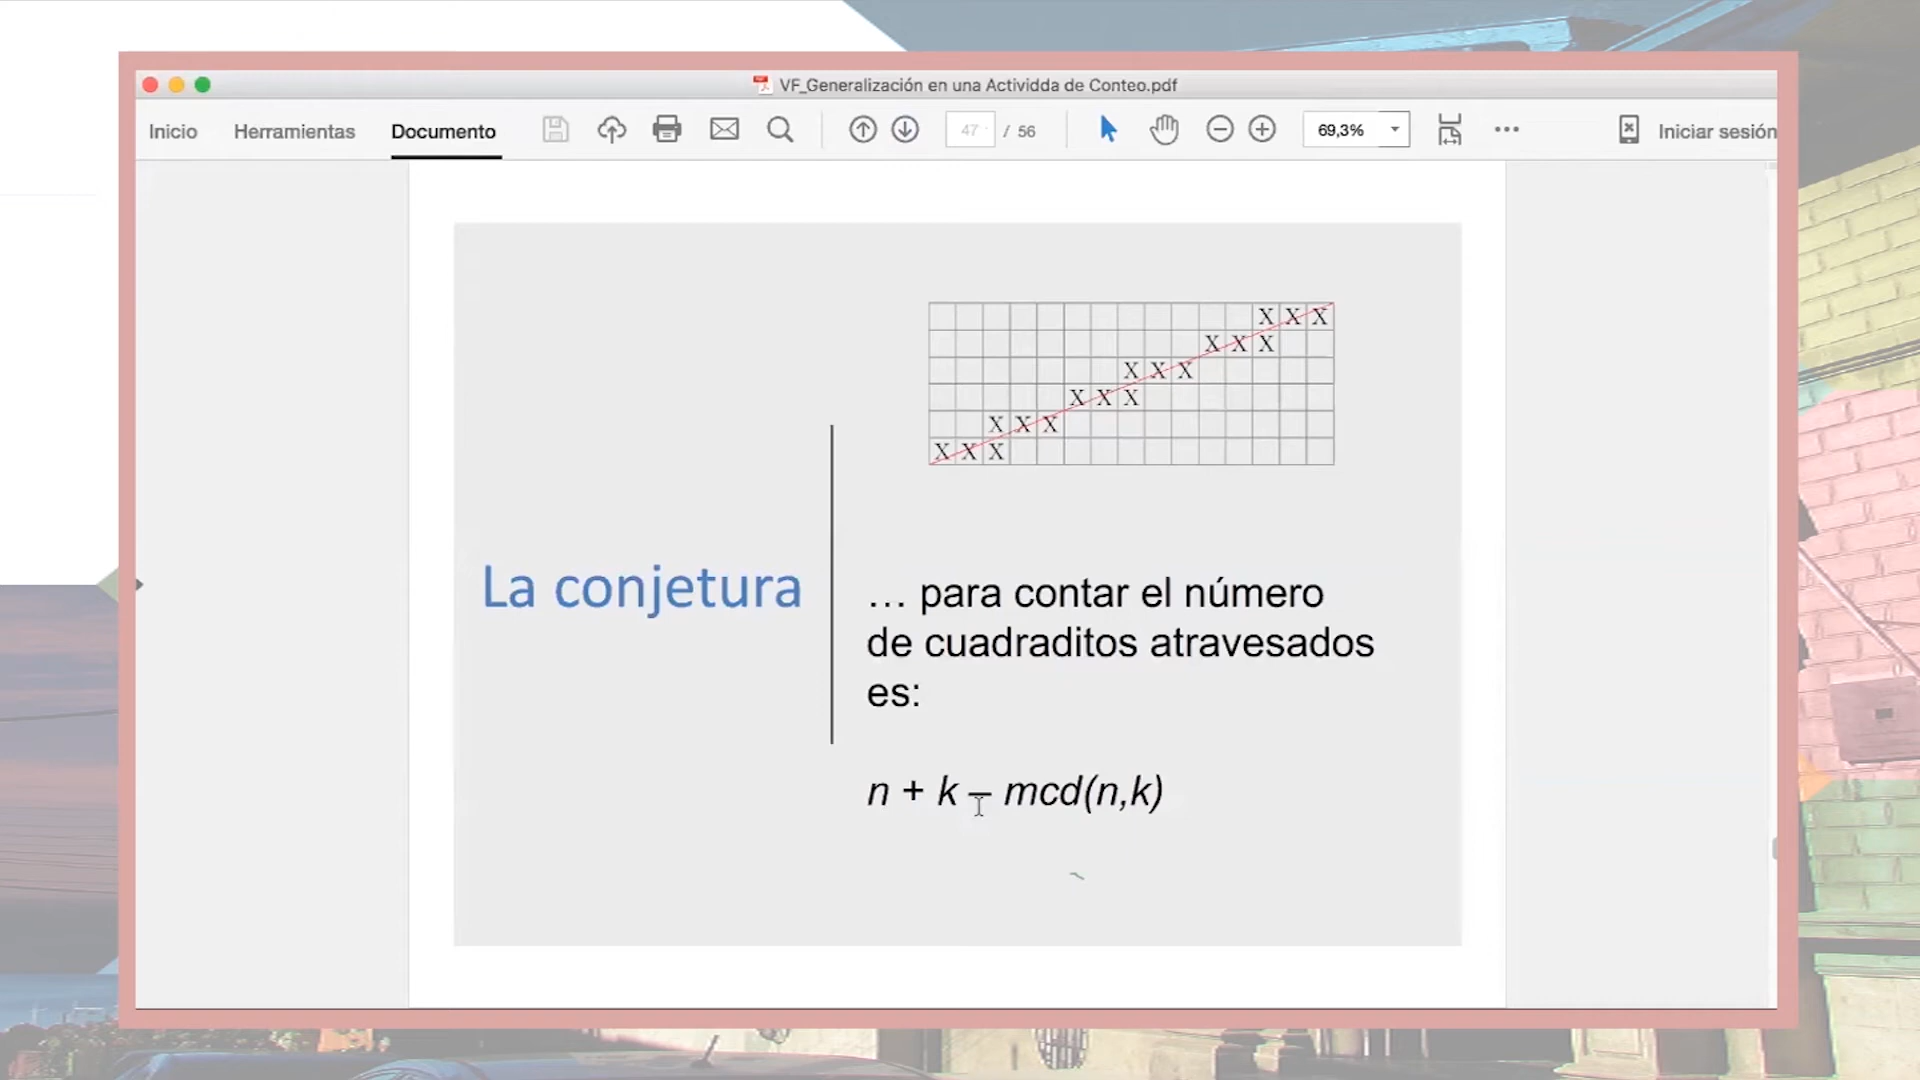 VF_Generalización en una Actividda de Conteo.pdf
Inicio Herramientas Documento 47 / 56 69,3% Iniciar sesión
X X X
X X X
X X X
X X X
X X X
X X X
La conjetura
... para contar el número
de cuadraditos atravesados
es:
n + k – mcd(n,k)